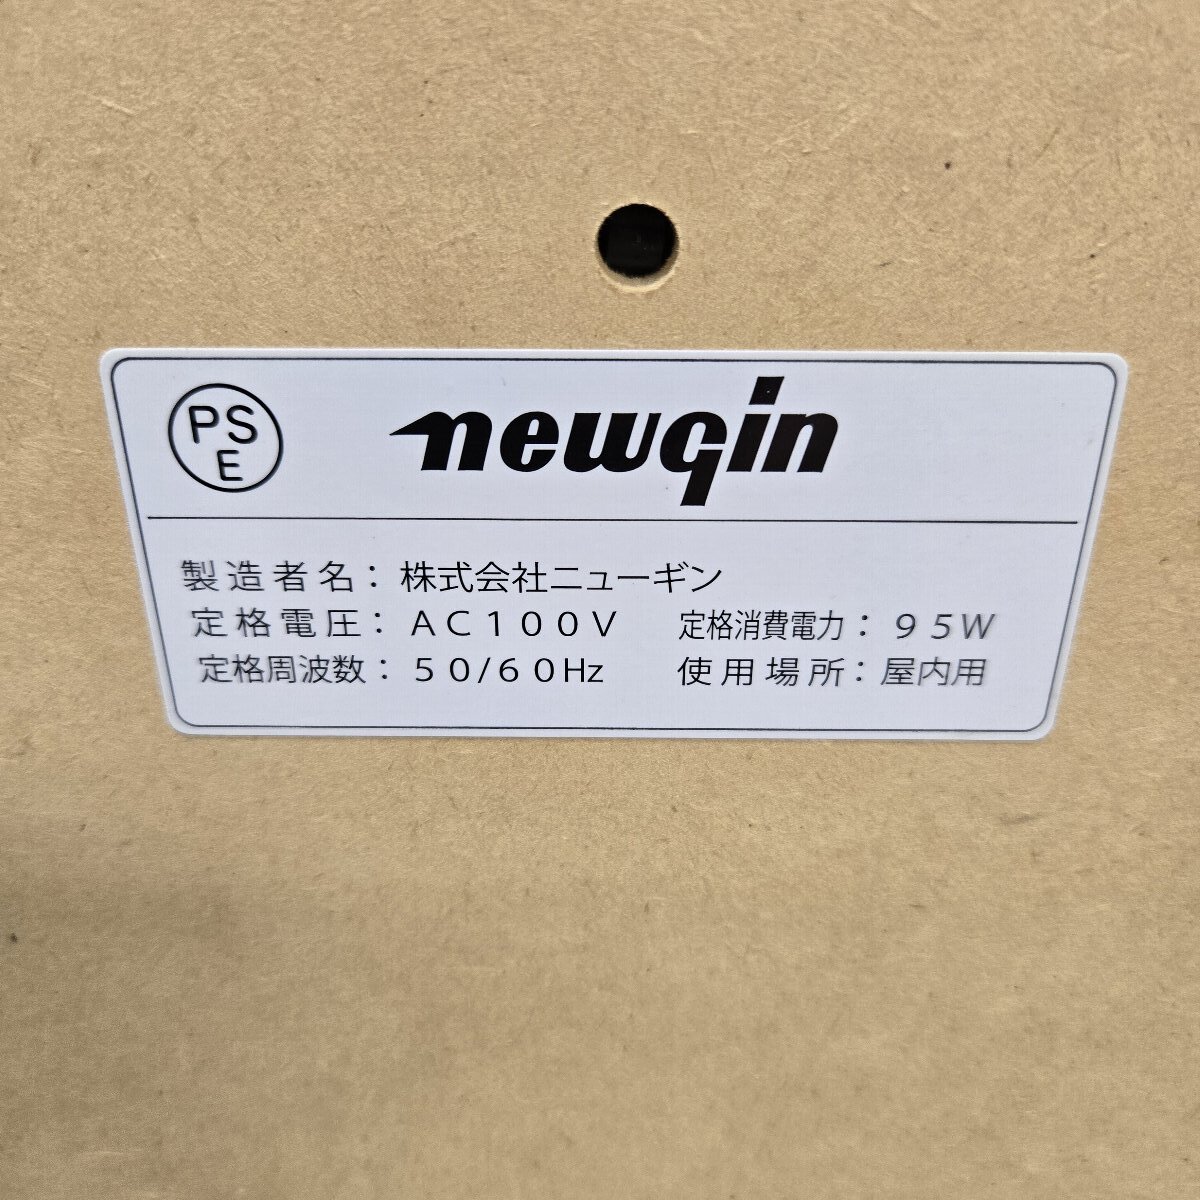 PS
E
newgin
製造者名：株式会社ニューギン
定格電圧：ＡＣ１００Ｖ　定格消費電力：９５Ｗ
定格周波数：５０/６０Hz　使用場所：屋内用